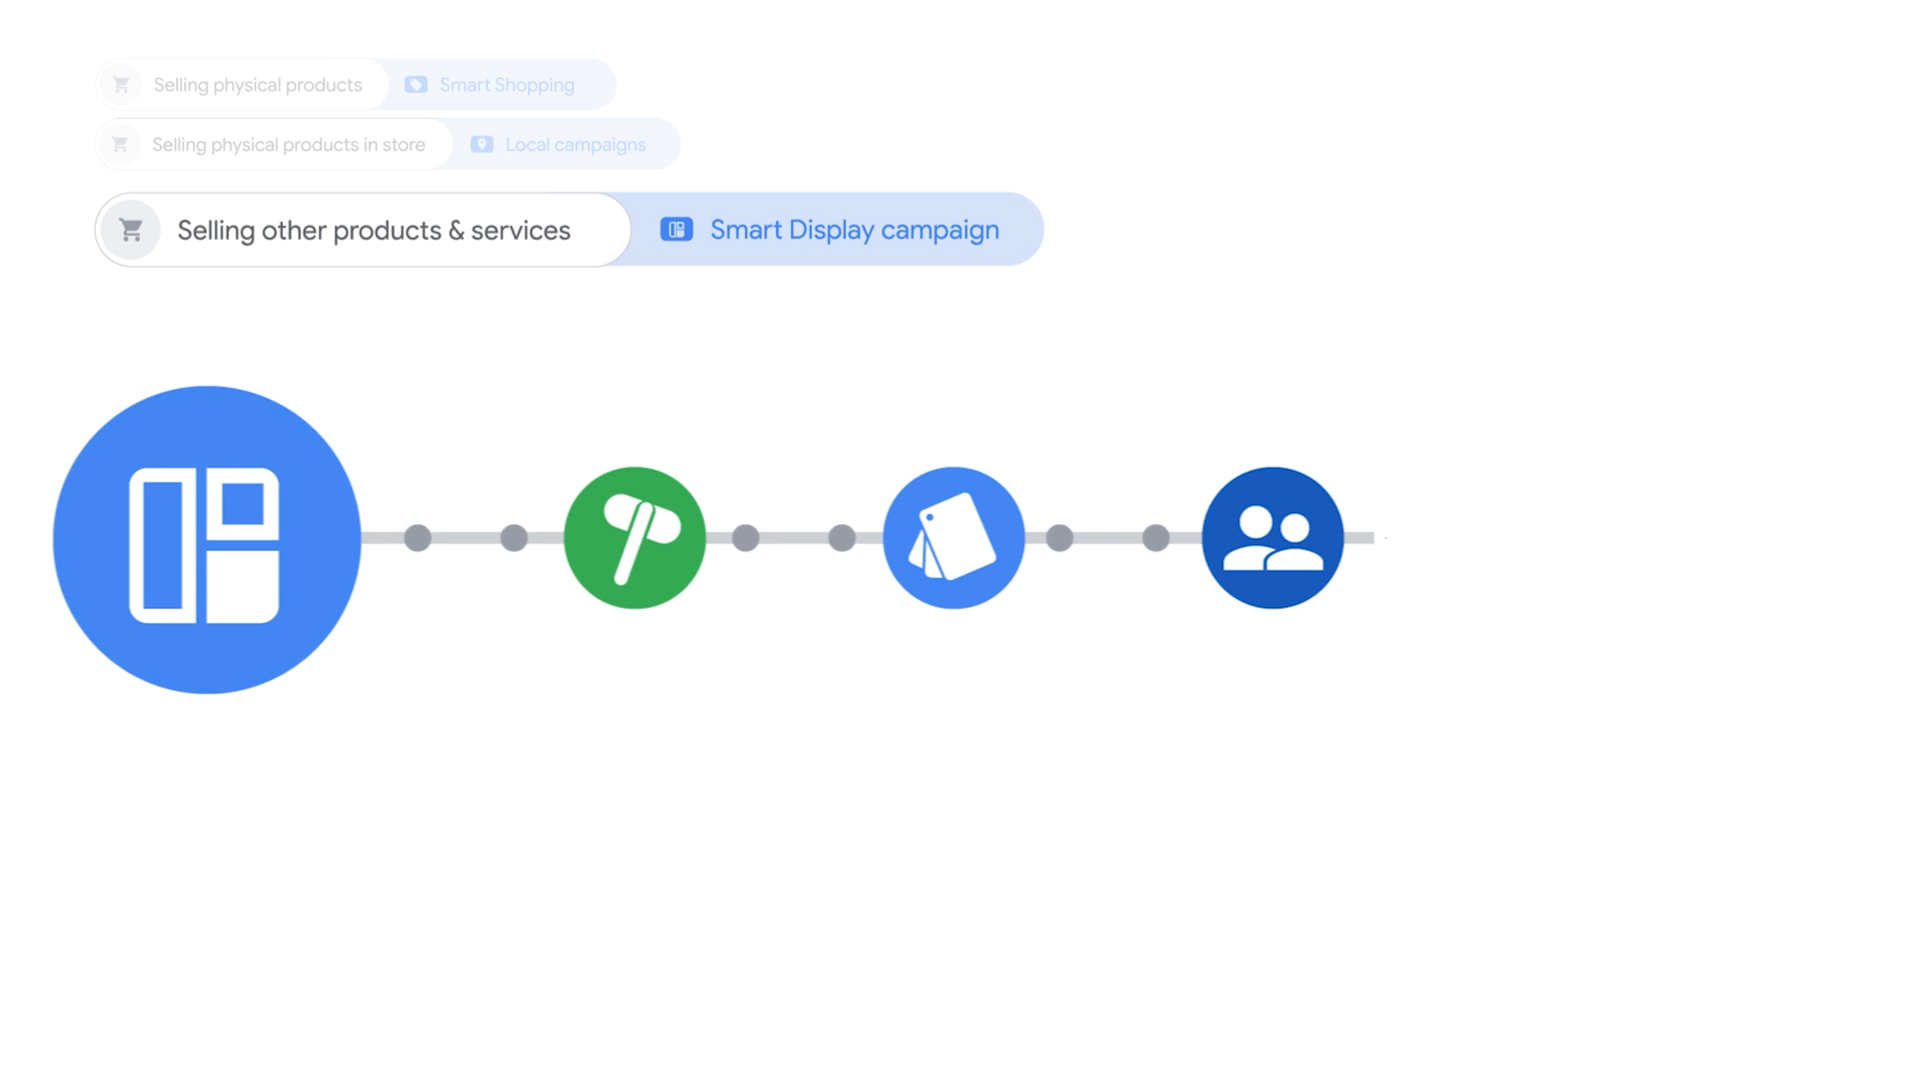 Selling physical products Smart Shopping
Selling physical products in store Local campaigns
Selling other products & services Smart Display campaign